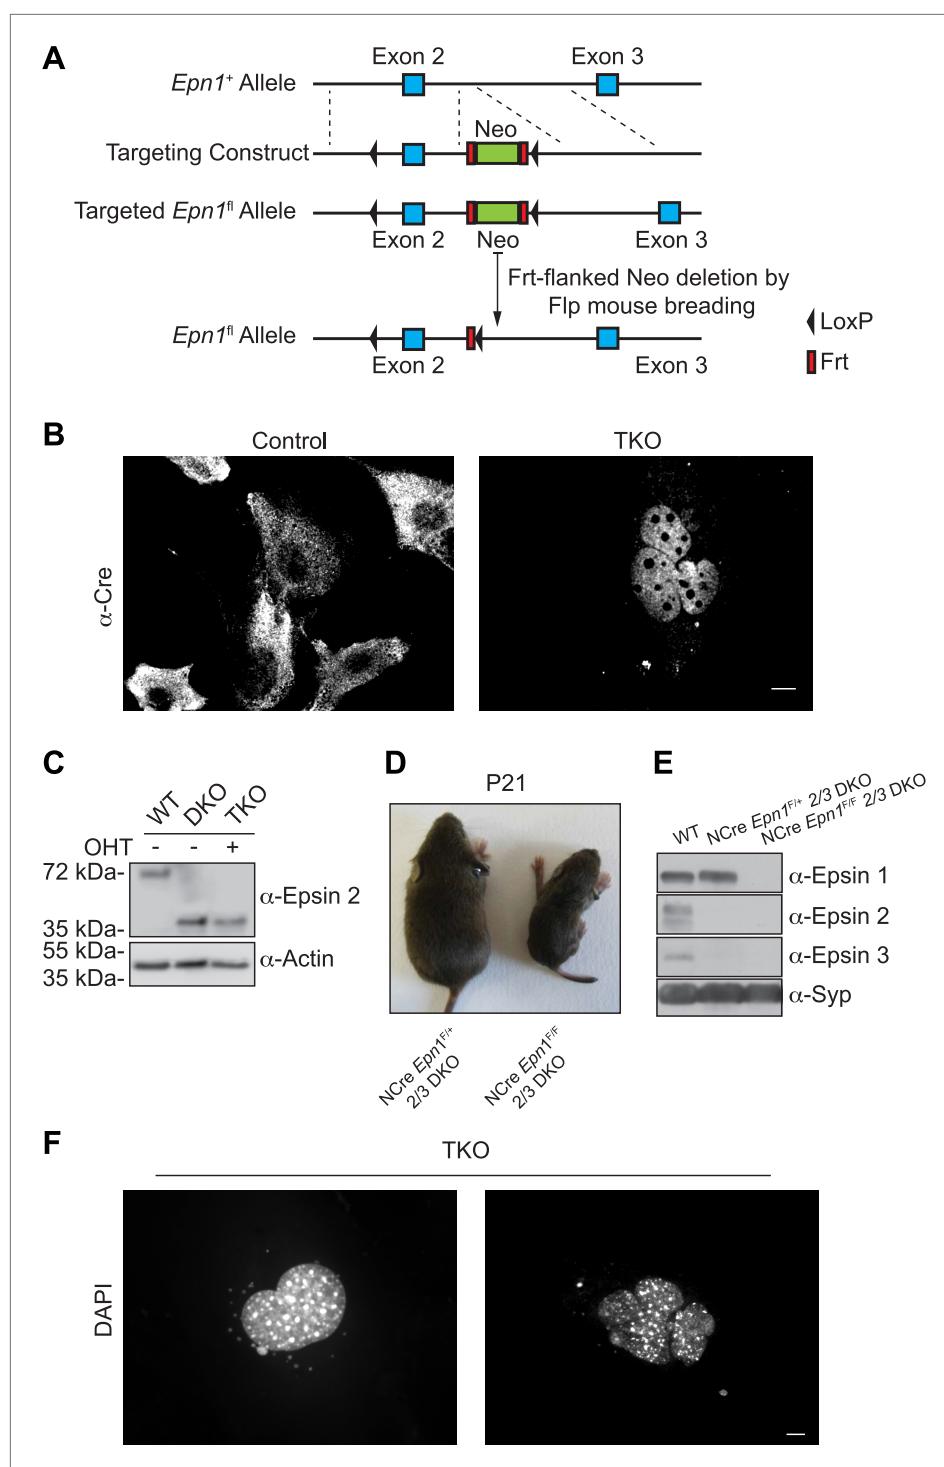 A
Exon 2
Exon 3
Epn1⁺ Allele
Neo
Targeting Construct
Targeted Epn1ᶠˡ Allele
Exon 2
Neo
Exon 3
Frt-flanked Neo deletion by
Flp mouse breading
Epn1ᶠˡ Allele
Exon 2
Exon 3
LoxP
Frt
B
Control
TKO
α-Cre
C
WT
DKO
TKO
OHT
-
-
+
72 kDa-
35 kDa-
α-Epsin 2
55 kDa-
35 kDa-
α-Actin
D
P21
NCre Epn1ᶠ/⁺
2/3 DKO
NCre Epn1ᶠ/ᶠ
2/3 DKO
E
WT
NCre Epn1ᶠ/⁺ 2/3 DKO
NCre Epn1ᶠ/ᶠ 2/3 DKO
α-Epsin 1
α-Epsin 2
α-Epsin 3
α-Syp
F
TKO
DAPI